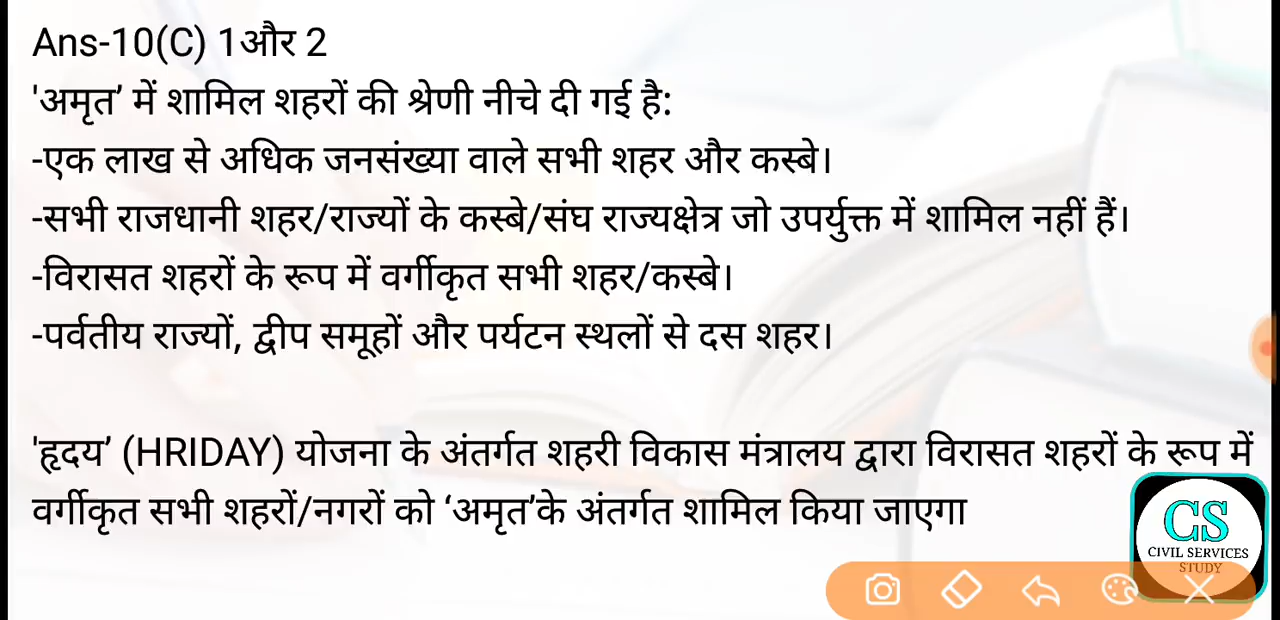 Ans-10(C) 1और 2
'अमृत' में शामिल शहरों की श्रेणी नीचे दी गई है:
-एक लाख से अधिक जनसंख्या वाले सभी शहर और कस्बे।
-सभी राजधानी शहर/राज्यों के कस्बे/संघ राज्यक्षेत्र जो उपर्युक्त में शामिल नहीं हैं।
-विरासत शहरों के रूप में वर्गीकृत सभी शहर/कस्बे।
-पर्वतीय राज्यों, द्वीप समूहों और पर्यटन स्थलों से दस शहर।
'हृदय' (HRIDAY) योजना के अंतर्गत शहरी विकास मंत्रालय द्वारा विरासत शहरों के रूप में
वर्गीकृत सभी शहरों/नगरों को ‘अमृत’के अंतर्गत शामिल किया जाएगा
CS
CIVIL SERVICES
STUDY